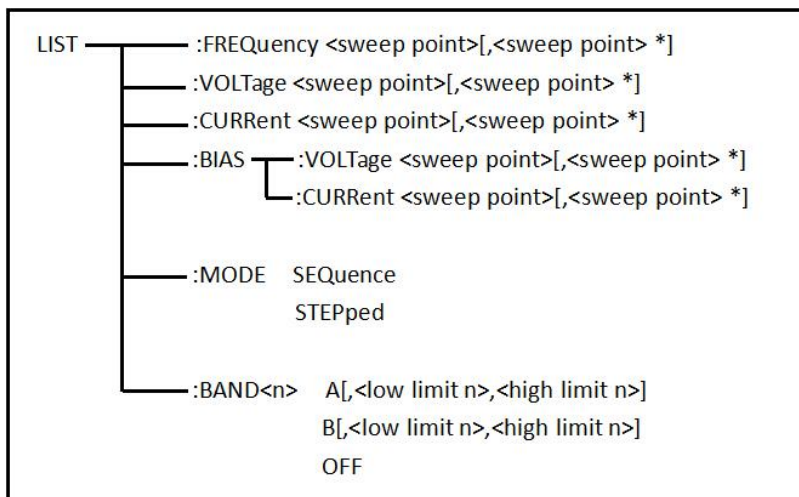 LIST :FREQuency <sweep point>[,<sweep point> *]
:VOLTage <sweep point>[,<sweep point> *]
:CURRent <sweep point>[,<sweep point> *]
:BIAS :VOLTage <sweep point>[,<sweep point> *]
:CURRent <sweep point>[,<sweep point> *]
:MODE SEQuence
STEPped
:BAND<n> A[,<low limit n>,<high limit n>]
B[,<low limit n>,<high limit n>]
OFF